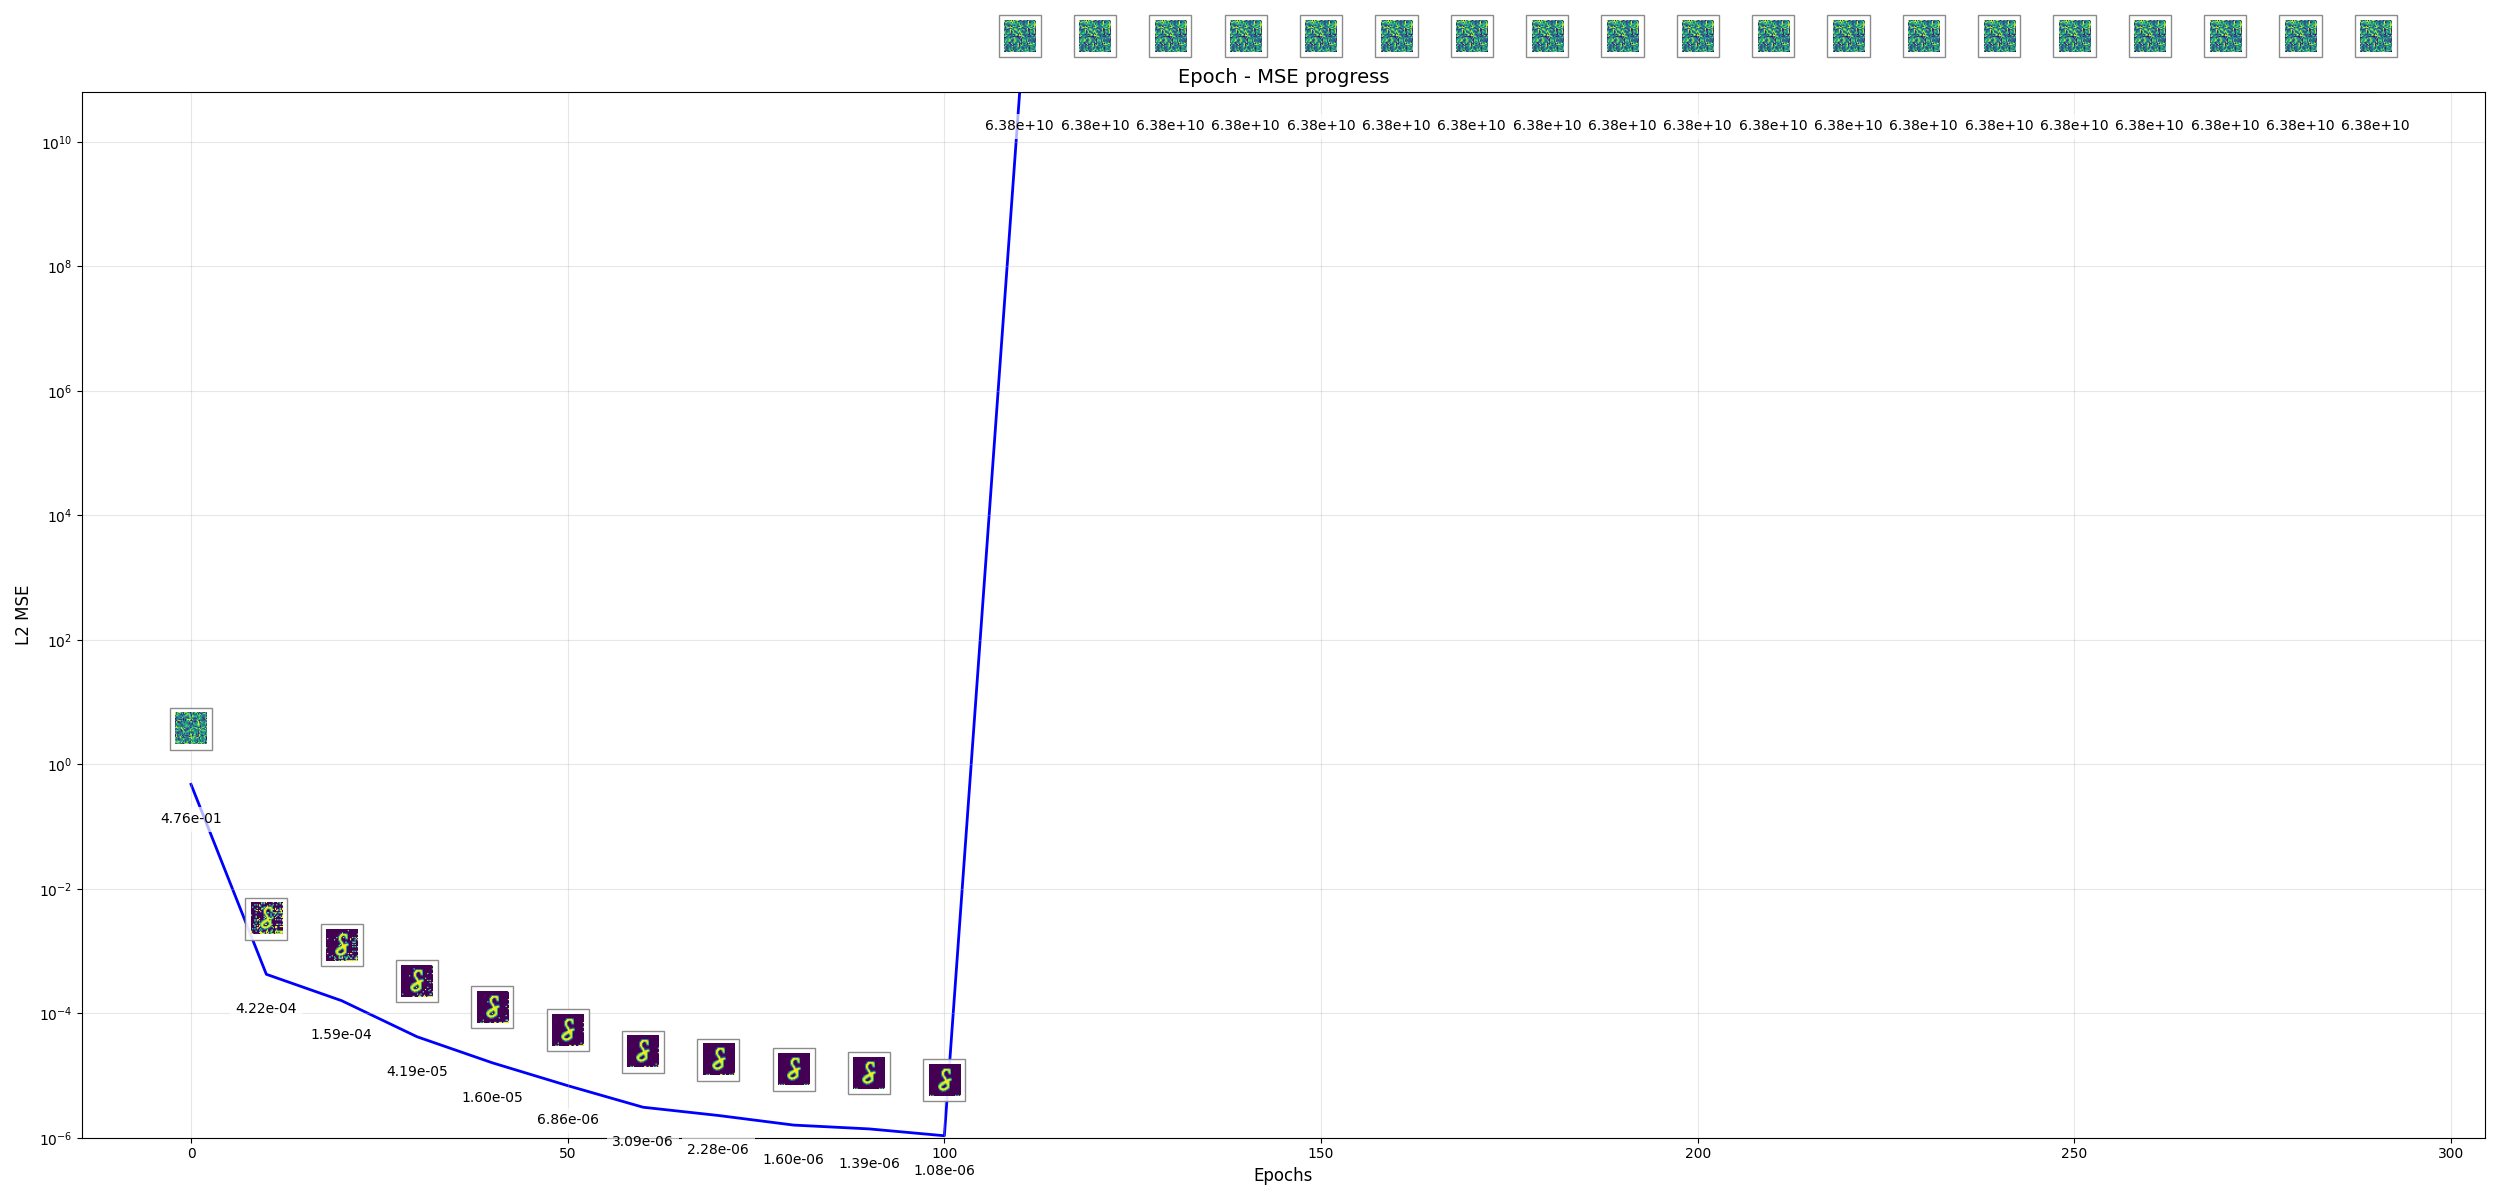 Epoch - MSE progress
6.38e+10 6.38e+10 6.38e+10 6.38e+10 6.38e+10 6.38e+10 6.38e+10 6.38e+10 6.38e+10 6.38e+10 6.38e+10 6.38e+10 6.38e+10 6.38e+10 6.38e+10 6.38e+10 6.38e+10 6.38e+10 6.38e+10
10¹⁰
10⁸
10⁶
10⁴
10²
10⁰
10⁻²
10⁻⁴
10⁻⁶
L2 MSE
4.76e-01
4.22e-04
1.59e-04
4.19e-05
1.60e-05
6.86e-06
3.09e-06
2.28e-06
1.60e-06
1.39e-06
1.08e-06
0 50 100 150 200 250 300
Epochs